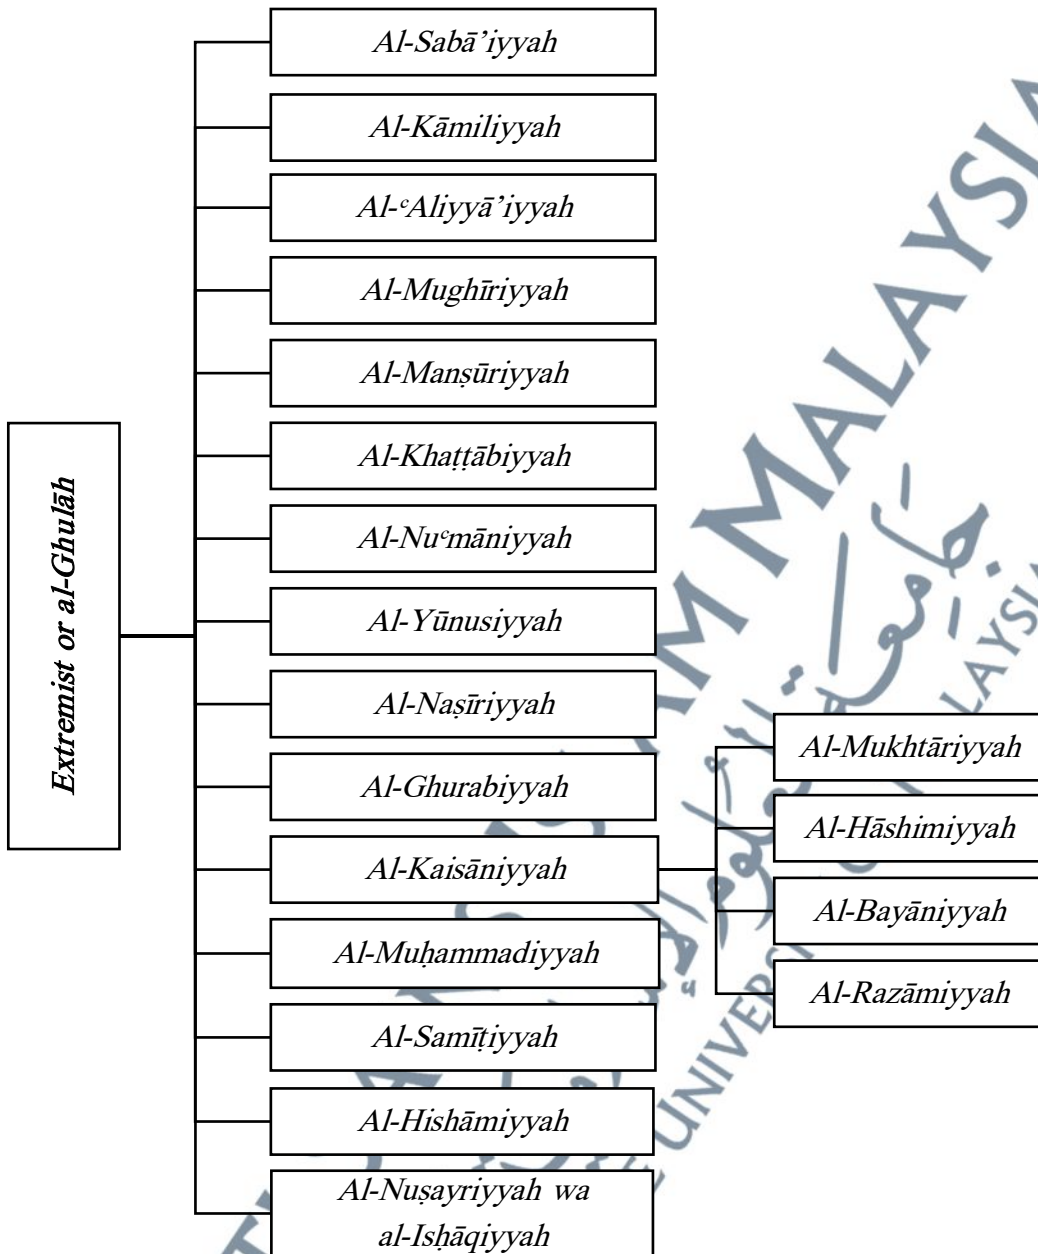 Extremist or al-Ghulāh
Al-Sabā’iyyah
Al-Kāmiliyyah
Al-ᶜAliyyā’iyyah
Al-Mughīriyyah
Al-Manṣūriyyah
Al-Khaṭṭābiyyah
Al-Nuᶜmāniyyah
Al-Yūnusiyyah
Al-Naṣīriyyah
Al-Ghurabiyyah
Al-Kaisāniyyah
Al-Mukhtāriyyah
Al-Hāshimiyyah
Al-Bayāniyyah
Al-Razāmiyyah
Al-Muḥammadiyyah
Al-Samīṭiyyah
Al-Hishāmiyyah
Al-Nuṣayriyyah wa
al-Isḥāqiyyah
MALAYSIA